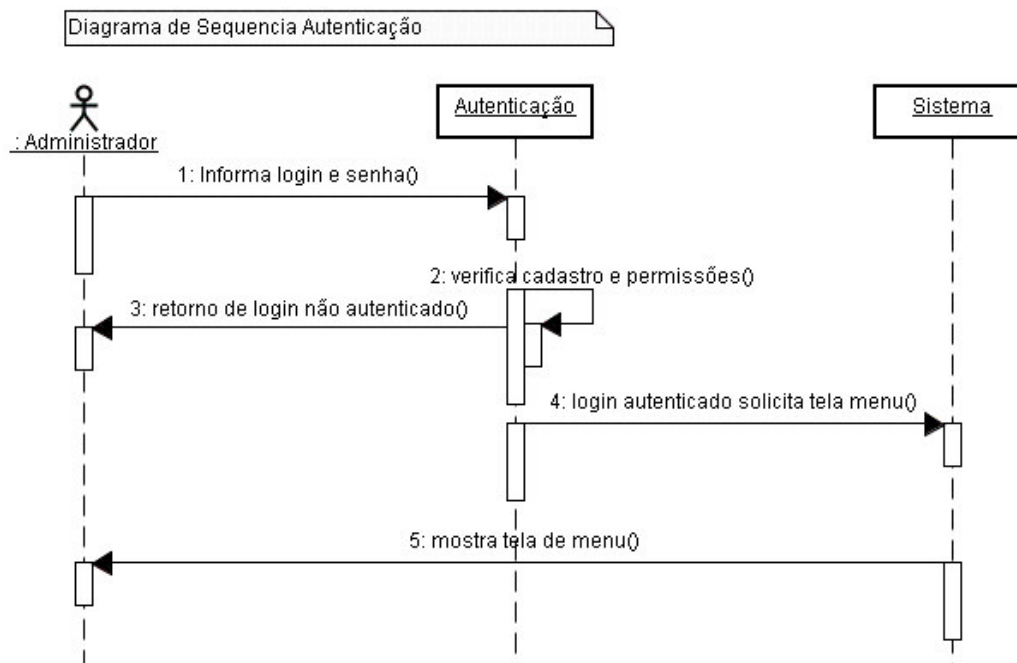 Diagrama de Sequencia Autenticação
: Administrador
Autenticação
Sistema
1: Informa login e senha()
2: verifica cadastro e permissões()
3: retorno de login não autenticado()
4: login autenticado solicita tela menu()
5: mostra tela de menu()